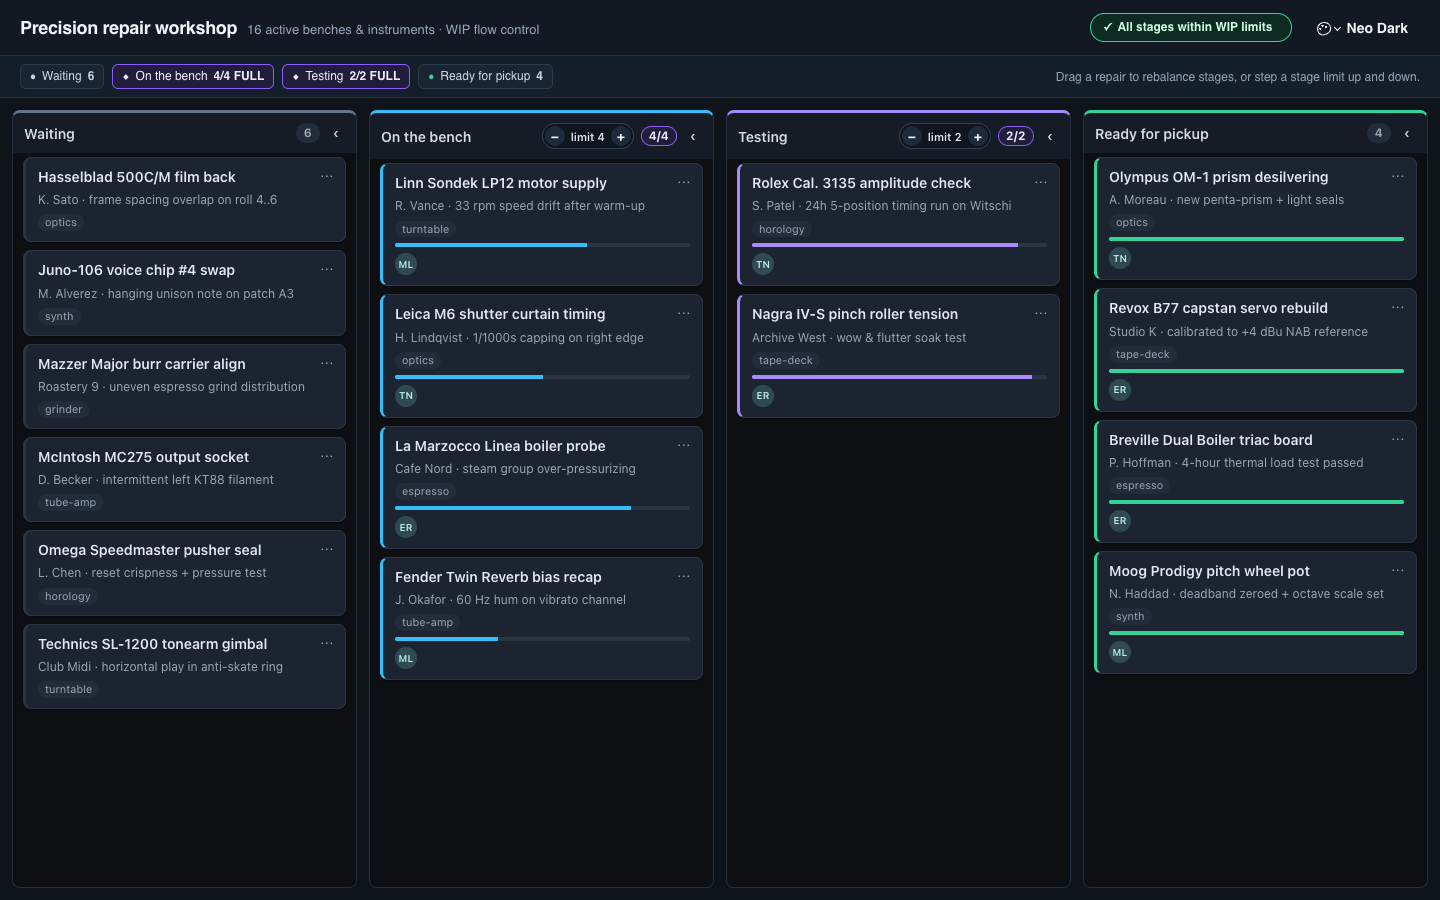 Precision repair workshop 16 active benches & instruments · WIP flow control
✓ All stages within WIP limits
Neo Dark
Waiting 6
On the bench 4/4 FULL
Testing 2/2 FULL
Ready for pickup 4
Drag a repair to rebalance stages, or step a stage limit up and down.
Waiting 6 ‹
Hasselblad 500C/M film back ···
K. Sato · frame spacing overlap on roll 4..6
optics
Juno-106 voice chip #4 swap ···
M. Alverez · hanging unison note on patch A3
synth
Mazzer Major burr carrier align ···
Roastery 9 · uneven espresso grind distribution
grinder
McIntosh MC275 output socket ···
D. Becker · intermittent left KT88 filament
tube-amp
Omega Speedmaster pusher seal ···
L. Chen · reset crispness + pressure test
horology
Technics SL-1200 tonearm gimbal ···
Club Midi · horizontal play in anti-skate ring
turntable
On the bench − limit 4 + 4/4 ‹
Linn Sondek LP12 motor supply ···
R. Vance · 33 rpm speed drift after warm-up
turntable
ML
Leica M6 shutter curtain timing ···
H. Lindqvist · 1/1000s capping on right edge
optics
TN
La Marzocco Linea boiler probe ···
Cafe Nord · steam group over-pressurizing
espresso
ER
Fender Twin Reverb bias recap ···
J. Okafor · 60 Hz hum on vibrato channel
tube-amp
ML
Testing − limit 2 + 2/2 ‹
Rolex Cal. 3135 amplitude check ···
S. Patel · 24h 5-position timing run on Witschi
horology
TN
Nagra IV-S pinch roller tension ···
Archive West · wow & flutter soak test
tape-deck
ER
Ready for pickup 4 ‹
Olympus OM-1 prism desilvering ···
A. Moreau · new penta-prism + light seals
optics
TN
Revox B77 capstan servo rebuild ···
Studio K · calibrated to +4 dBu NAB reference
tape-deck
ER
Breville Dual Boiler triac board ···
P. Hoffman · 4-hour thermal load test passed
espresso
ER
Moog Prodigy pitch wheel pot ···
N. Haddad · deadband zeroed + octave scale set
synth
ML